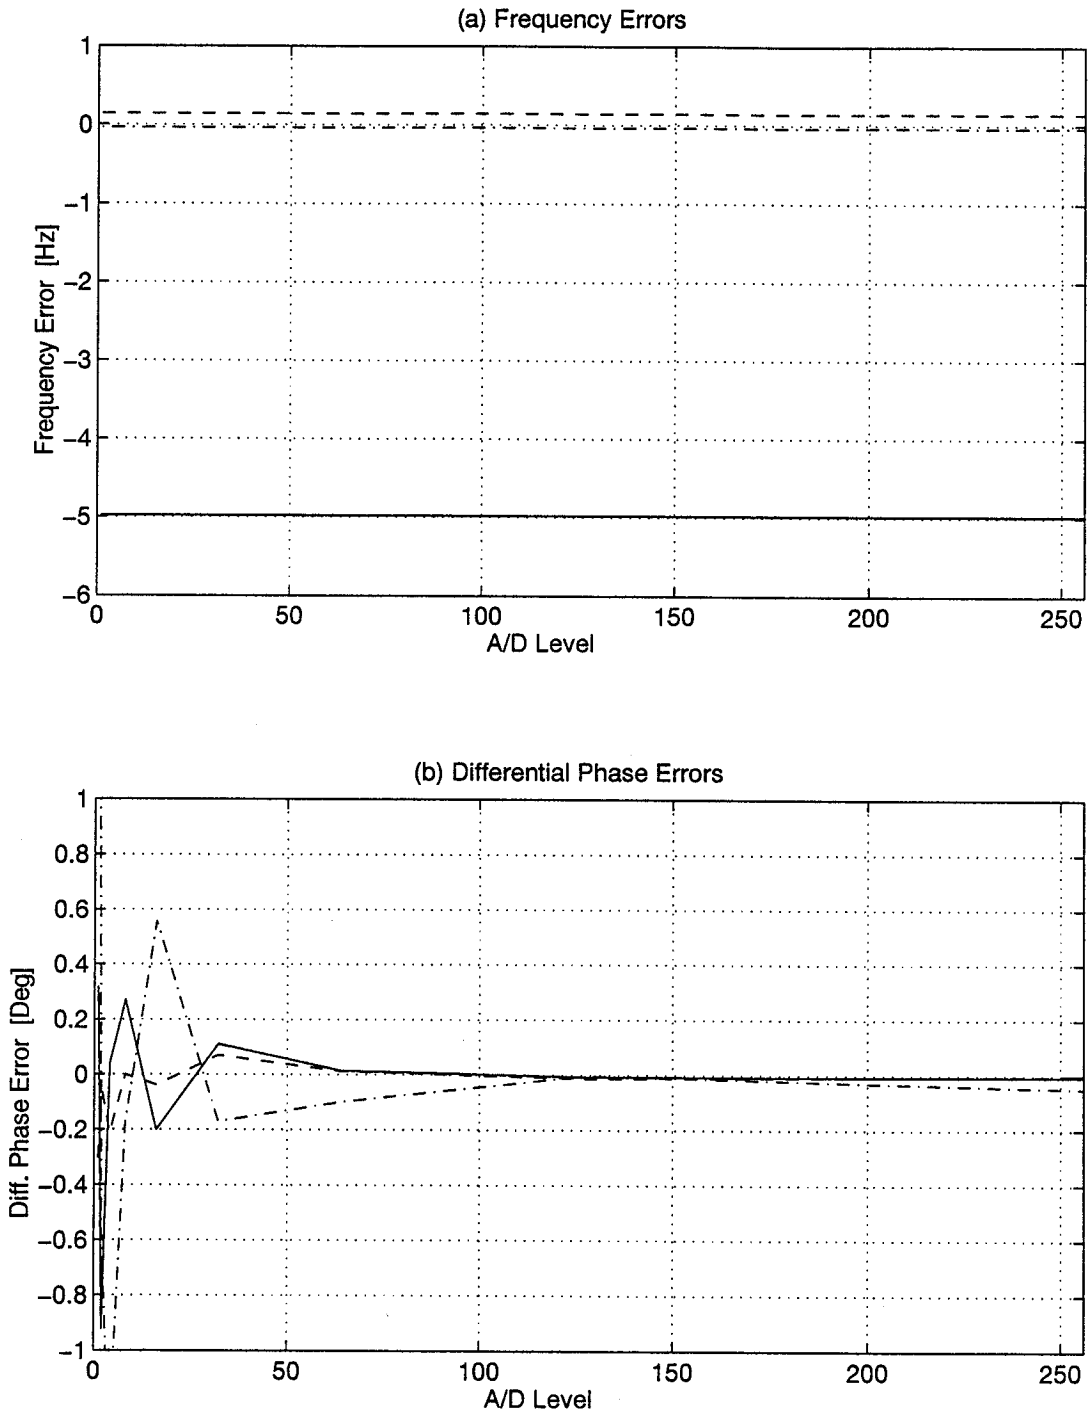 (a) Frequency Errors
1
0
−1
−2
−3
−4
−5
−6
Frequency Error [Hz]
0 50 100 150 200 250
A/D Level
(b) Differential Phase Errors
1
0.8
0.6
0.4
0.2
0
−0.2
−0.4
−0.6
−0.8
−1
Diff. Phase Error [Deg]
0 50 100 150 200 250
A/D Level